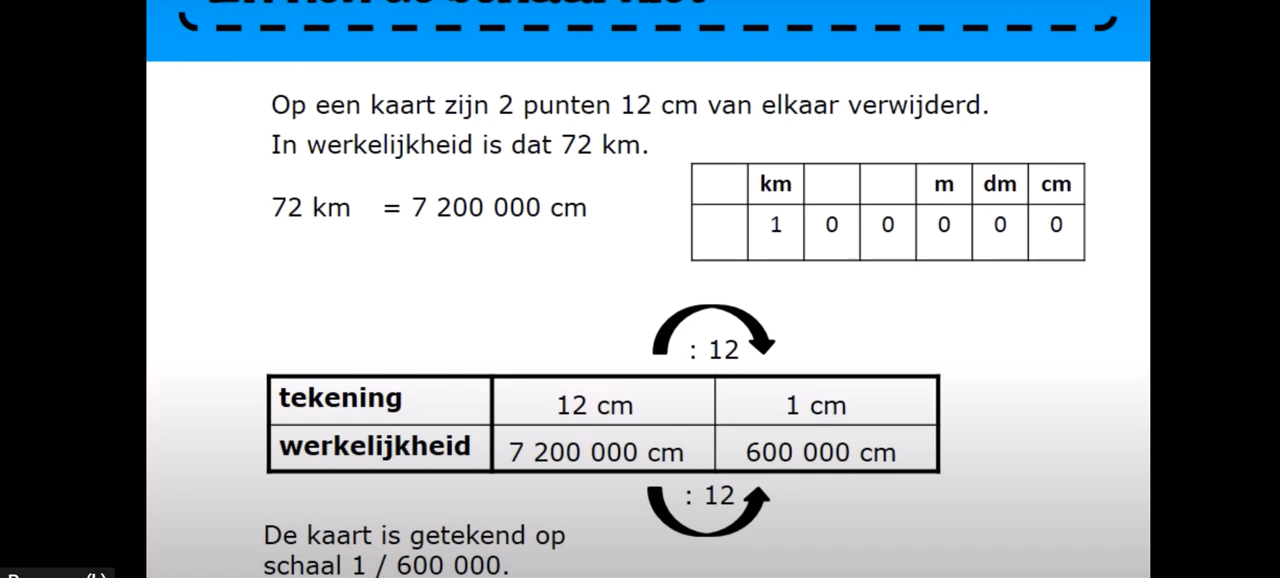 Op een kaart zijn 2 punten 12 cm van elkaar verwijderd.
In werkelijkheid is dat 72 km.
km m dm cm
72 km = 7 200 000 cm
1 0 0 0 0 0
: 12
tekening 12 cm 1 cm
werkelijkheid 7 200 000 cm 600 000 cm
: 12
De kaart is getekend op
schaal 1 / 600 000.